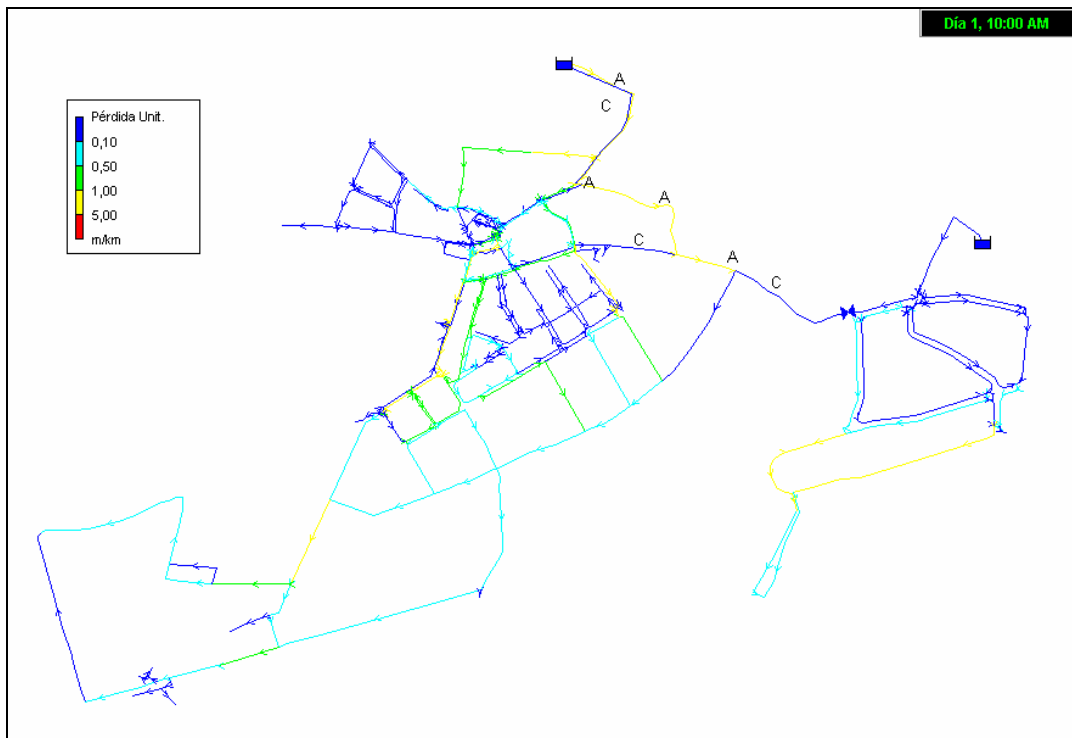 Día 1, 10:00 AM
A
C
Pérdida Unit.
0,10
0,50
1,00
5,00
m/km
A
A
C
A
C